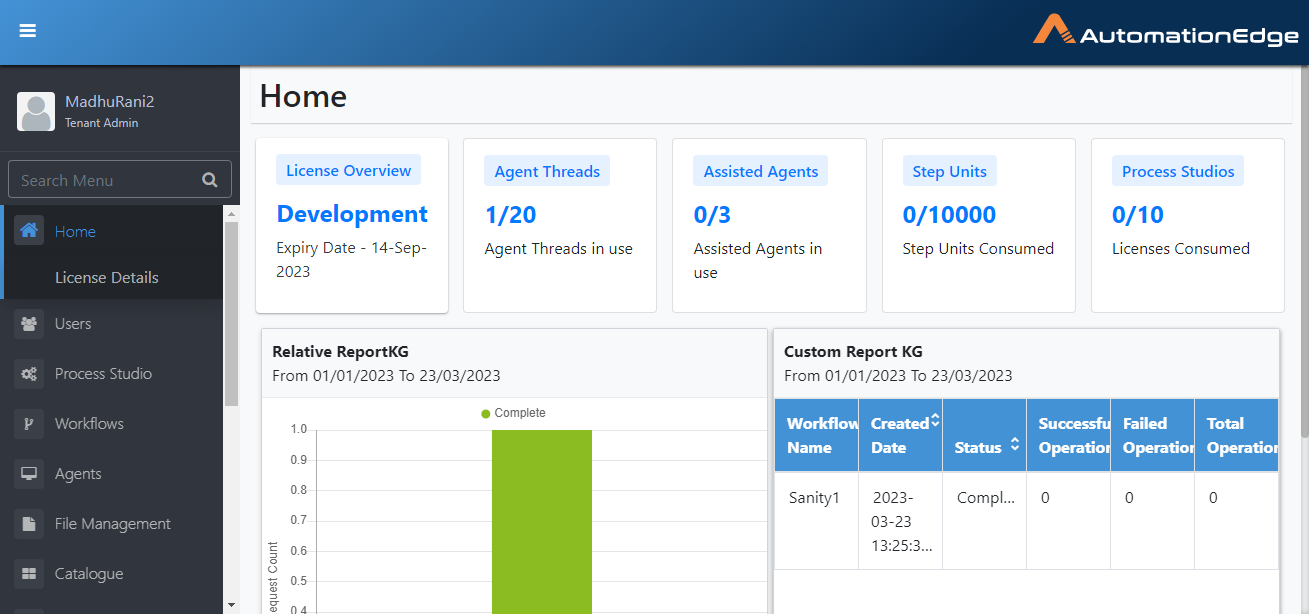 AutomationEdge
MadhuRani2
Tenant Admin
Search Menu
Home
License Details
Users
Process Studio
Workflows
Agents
File Management
Catalogue
Home
License Overview
Development
Expiry Date - 14-Sep-
2023
Agent Threads
1/20
Agent Threads in use
Assisted Agents
0/3
Assisted Agents in
use
Step Units
0/10000
Step Units Consumed
Process Studios
0/10
Licenses Consumed
Relative ReportKG
From 01/01/2023 To 23/03/2023
Complete
1.0
0.9
0.8
0.7
0.6
0.5
0.4
equest Count
Custom Report KG
From 01/01/2023 To 23/03/2023
Workflow
Name
Created
Date
Status
Successfu
Operation
Failed
Operation
Total
Operation
Sanity1
2023-
03-23
13:25:3...
Compl...
0
0
0